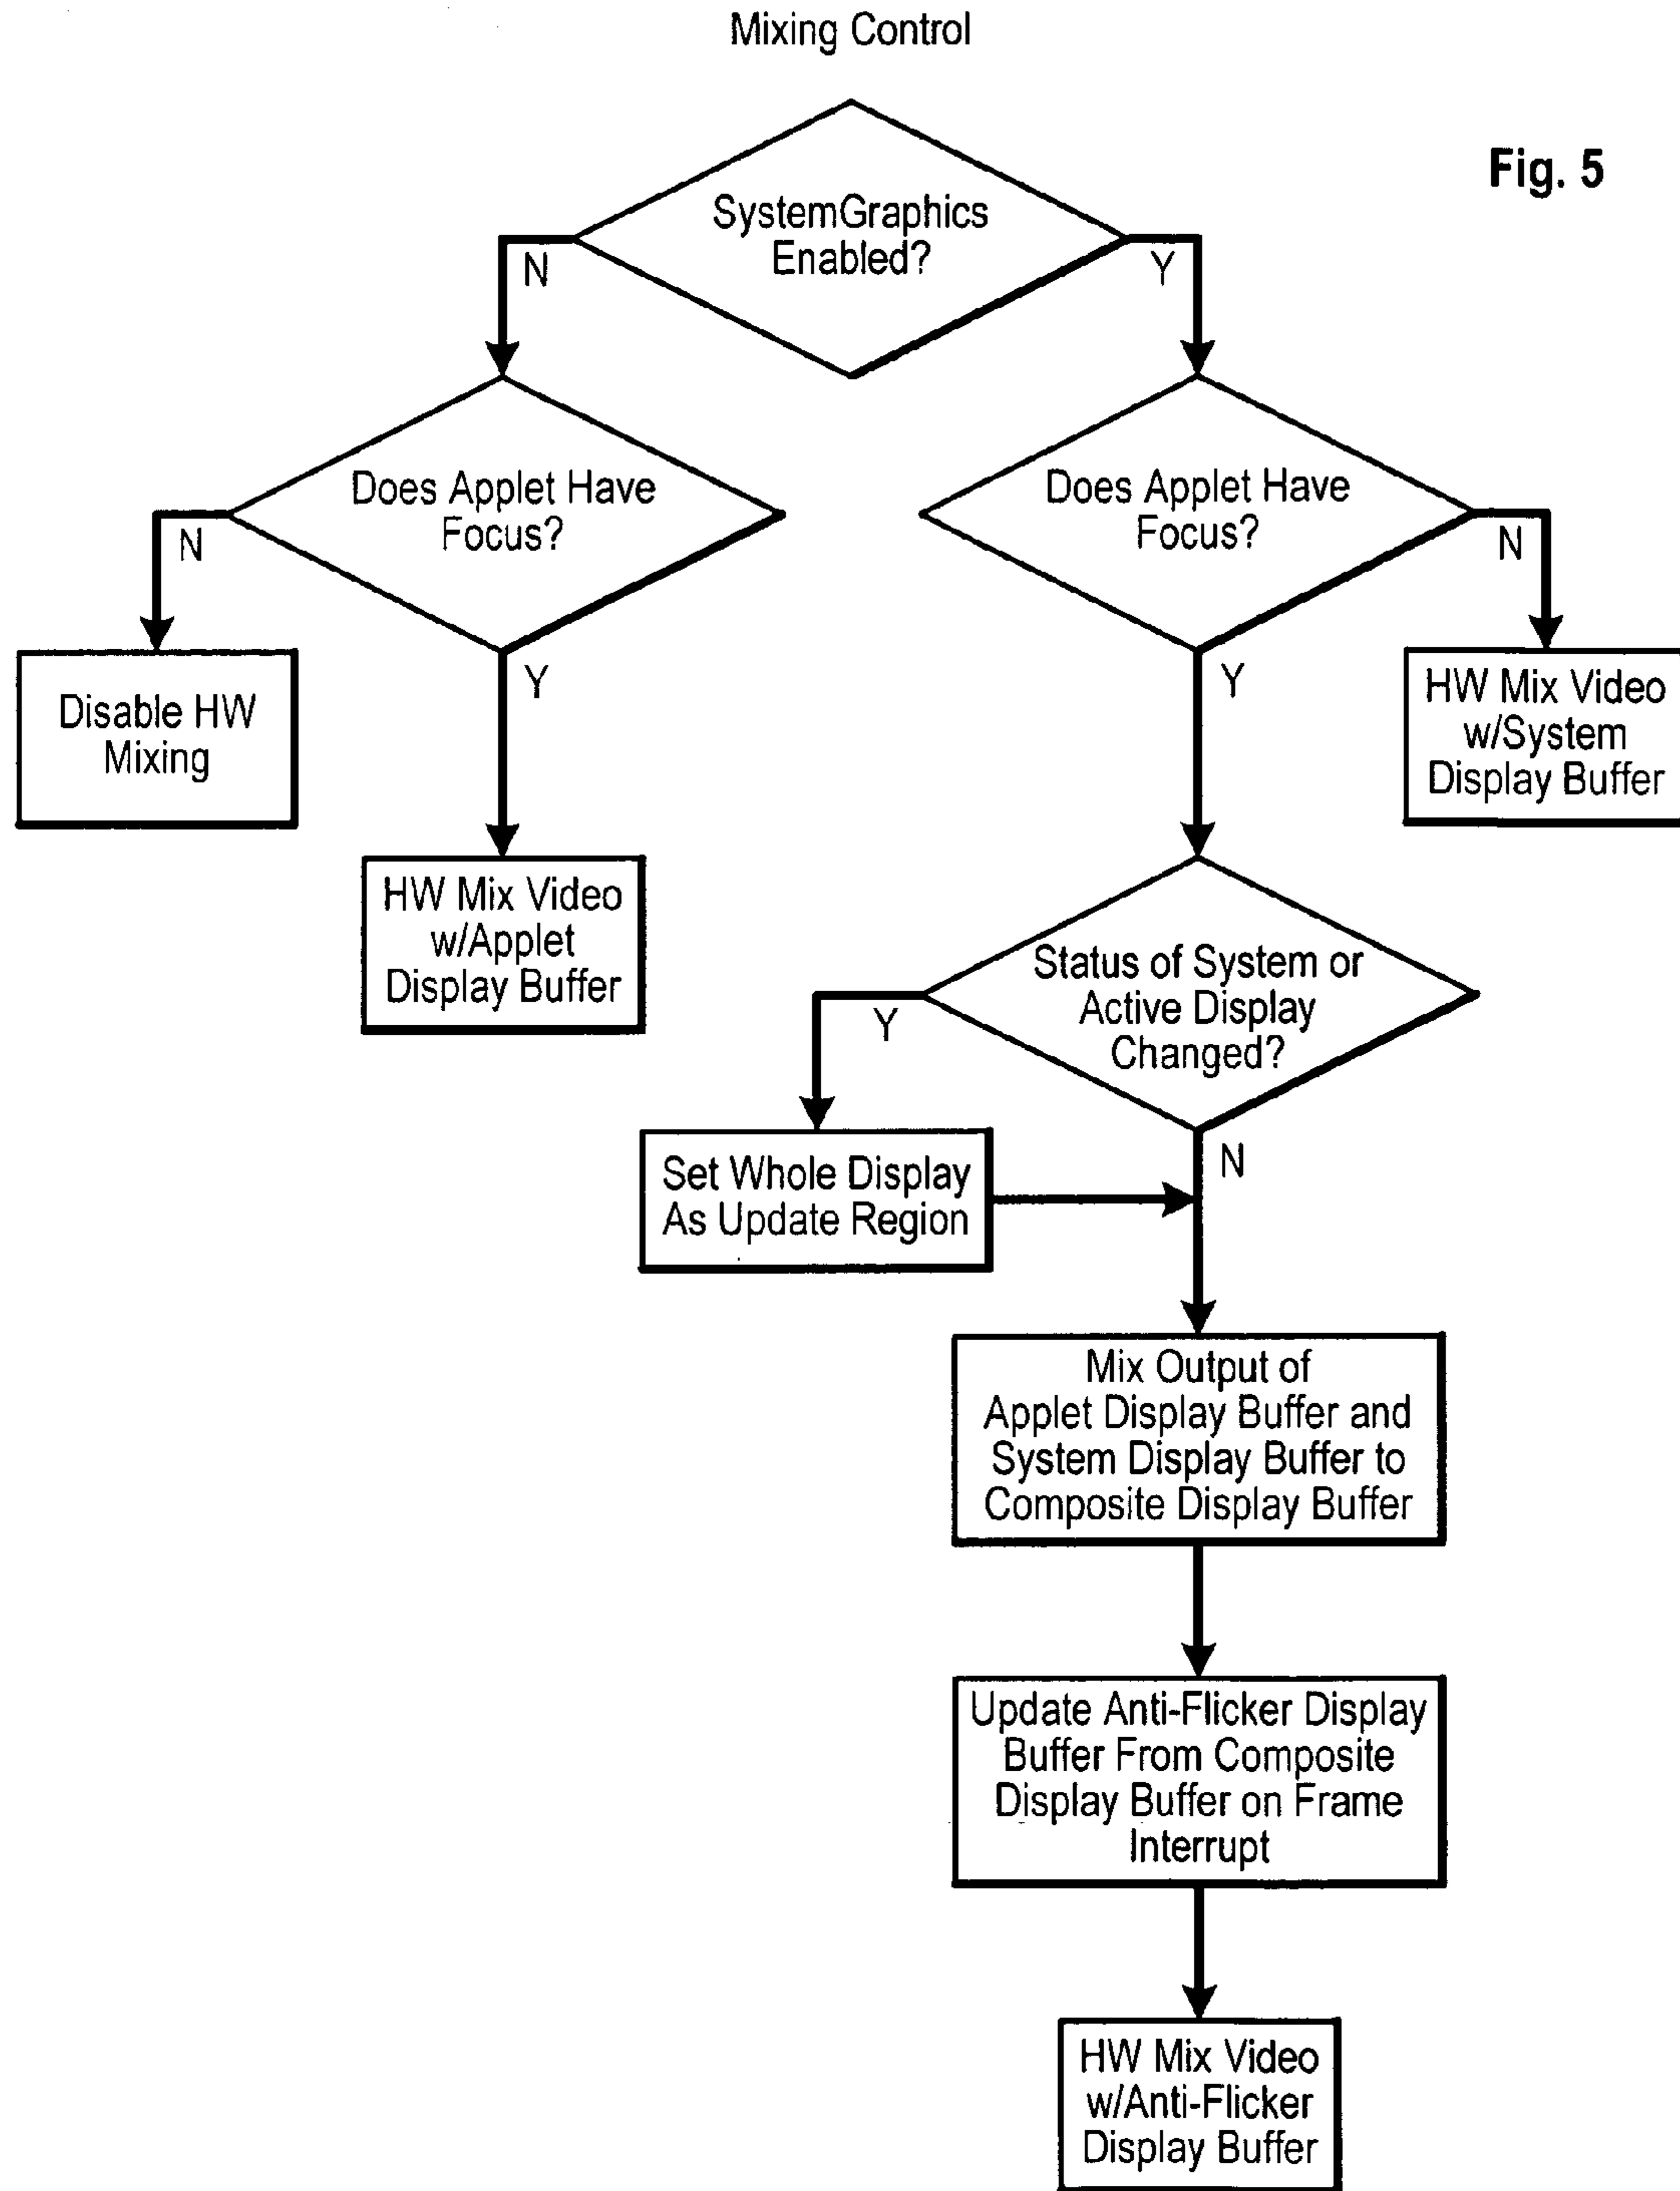 Mixing Control
Fig. 5
SystemGraphics
Enabled?
N
Y
Does Applet Have
Focus?
N
Y
Does Applet Have
Focus?
N
Y
Disable HW
Mixing
HW Mix Video
w/System
Display Buffer
HW Mix Video
w/Applet
Display Buffer
Status of System or
Active Display
Changed?
Y
N
Set Whole Display
As Update Region
Mix Output of
Applet Display Buffer and
System Display Buffer to
Composite Display Buffer
Update Anti-Flicker Display
Buffer From Composite
Display Buffer on Frame
Interrupt
HW Mix Video
w/Anti-Flicker
Display Buffer